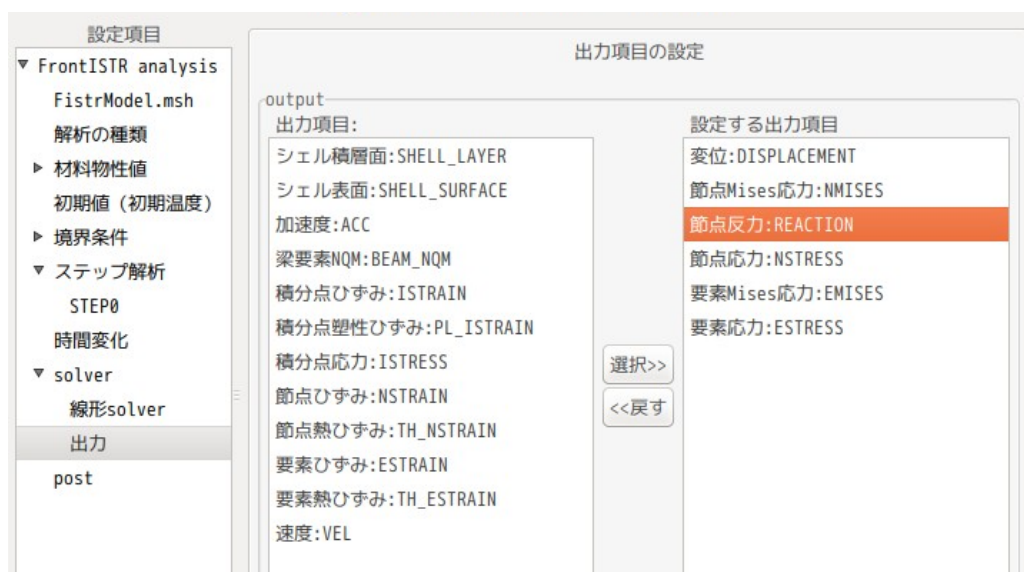 設定項目
FrontISTR analysis
FistrModel.msh
解析の種類
材料物性値
初期値（初期温度）
境界条件
ステップ解析
STEP0
時間変化
solver
線形solver
出力
post
出力項目の設定
output
出力項目:
シェル積層面:SHELL_LAYER
シェル表面:SHELL_SURFACE
加速度:ACC
梁要素NQM:BEAM_NQM
積分点ひずみ:ISTRAIN
積分点塑性ひずみ:PL_ISTRAIN
積分点応力:ISTRESS
節点ひずみ:NSTRAIN
節点熱ひずみ:TH_NSTRAIN
要素ひずみ:ESTRAIN
要素熱ひずみ:TH_ESTRAIN
速度:VEL
選択>>
<<戻す
設定する出力項目
変位:DISPLACEMENT
節点Mises応力:NMISES
節点反力:REACTION
節点応力:NSTRESS
要素Mises応力:EMISES
要素応力:ESTRESS